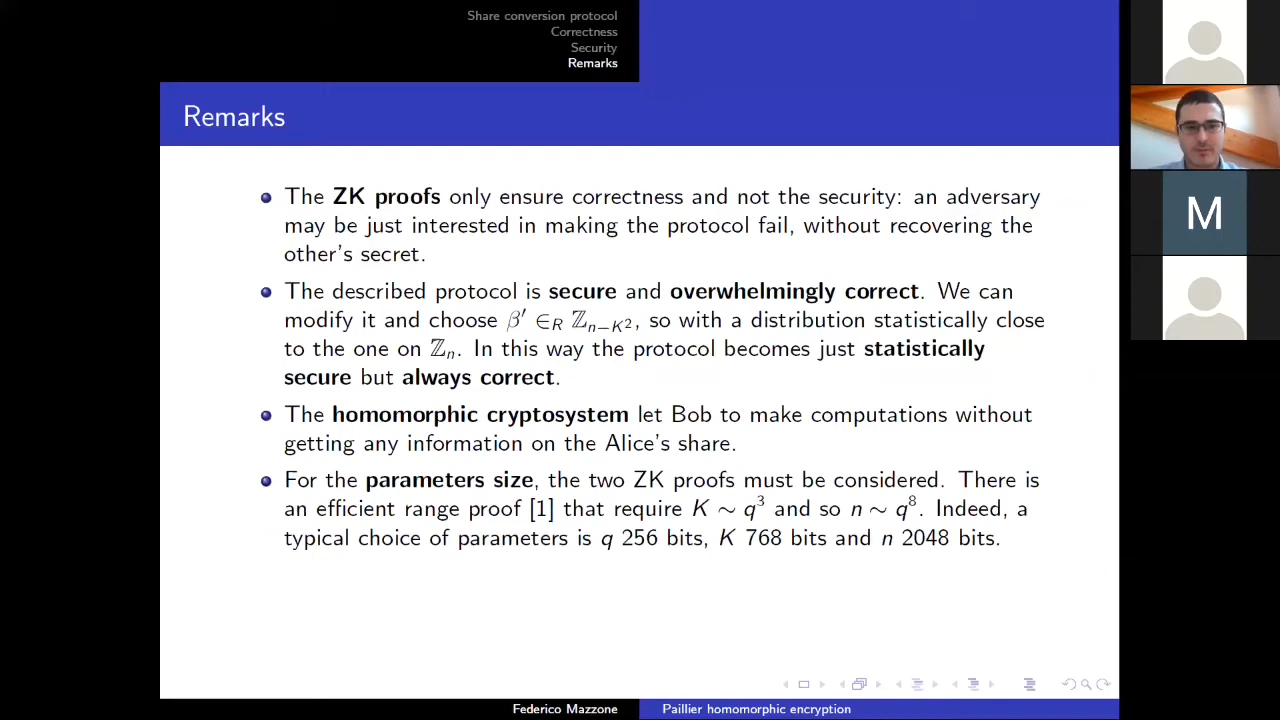 Share conversion protocol
Correctness
Security
Remarks
Remarks
The ZK proofs only ensure correctness and not the security: an adversary
may be just interested in making the protocol fail, without recovering the
other's secret.
The described protocol is secure and overwhelmingly correct. We can
modify it and choose β′ ∈_R ℤ_{n−K²}, so with a distribution statistically close
to the one on ℤ_n. In this way the protocol becomes just statistically
secure but always correct.
The homomorphic cryptosystem let Bob to make computations without
getting any information on the Alice's share.
For the parameters size, the two ZK proofs must be considered. There is
an efficient range proof [1] that require K ∼ q³ and so n ∼ q⁸. Indeed, a
typical choice of parameters is q 256 bits, K 768 bits and n 2048 bits.
M
Federico Mazzone
Paillier homomorphic encryption